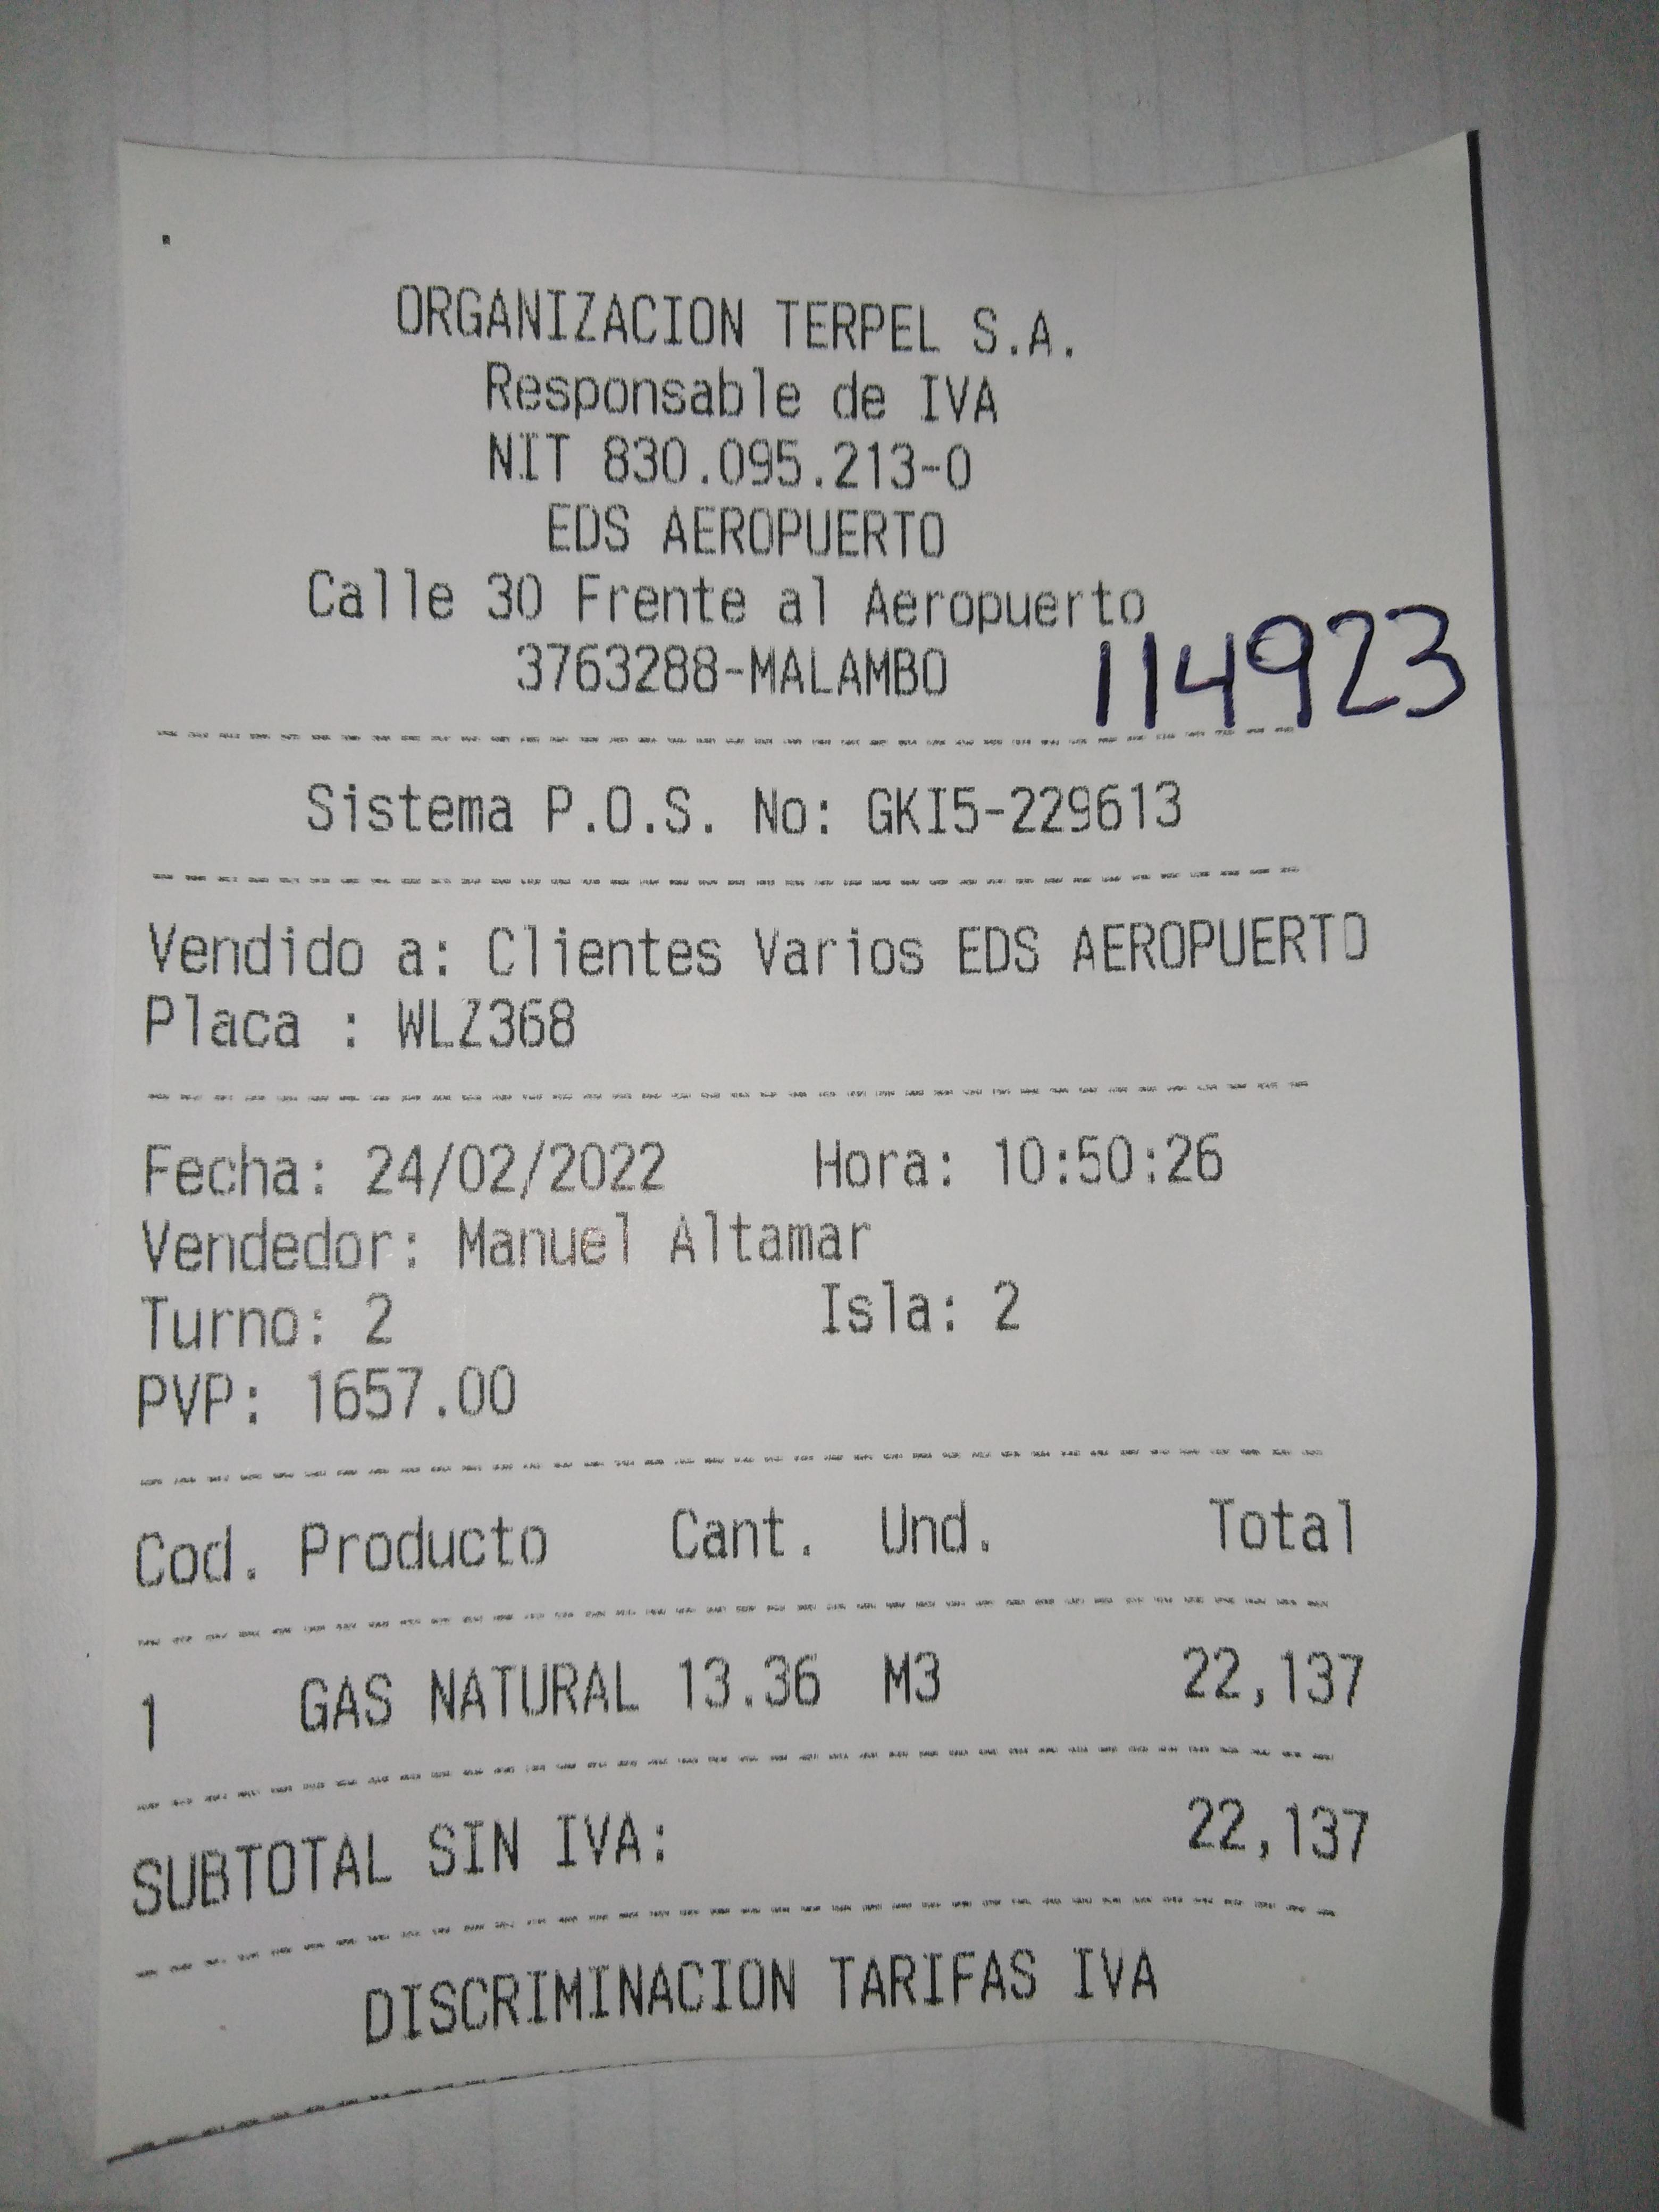 ORGANIZACION TERPEL S.A.
Responsable de IVA
NIT 830.095.213-0
EDS AEROPUERTO
Calle 30 Frente al Aeropuerto
3763288-MALAMBO
114923
Sistema P.O.S. No: GKI5-229613
Vendido a: Clientes Varios EDS AEROPUERTO
Placa : WLZ368
Fecha: 24/02/2022 Hora: 10:50:26
Vendedor: Manuel Altamar
Turno: 2 Isla: 2
PVP: 1657.00
Cod. Producto Cant. Und. Total
1 GAS NATURAL 13.36 M3 22,137
SUBTOTAL SIN IVA: 22,137
DISCRIMINACION TARIFAS IVA